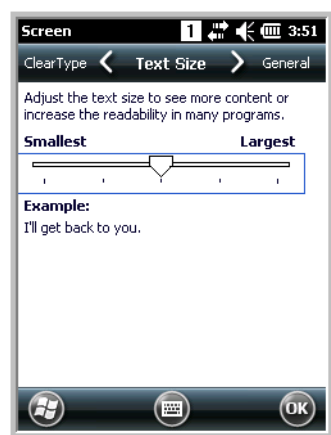 Screen 1 3:51
ClearType Text Size General
Adjust the text size to see more content or
increase the readability in many programs.
Smallest Largest
Example:
I'll get back to you.
OK